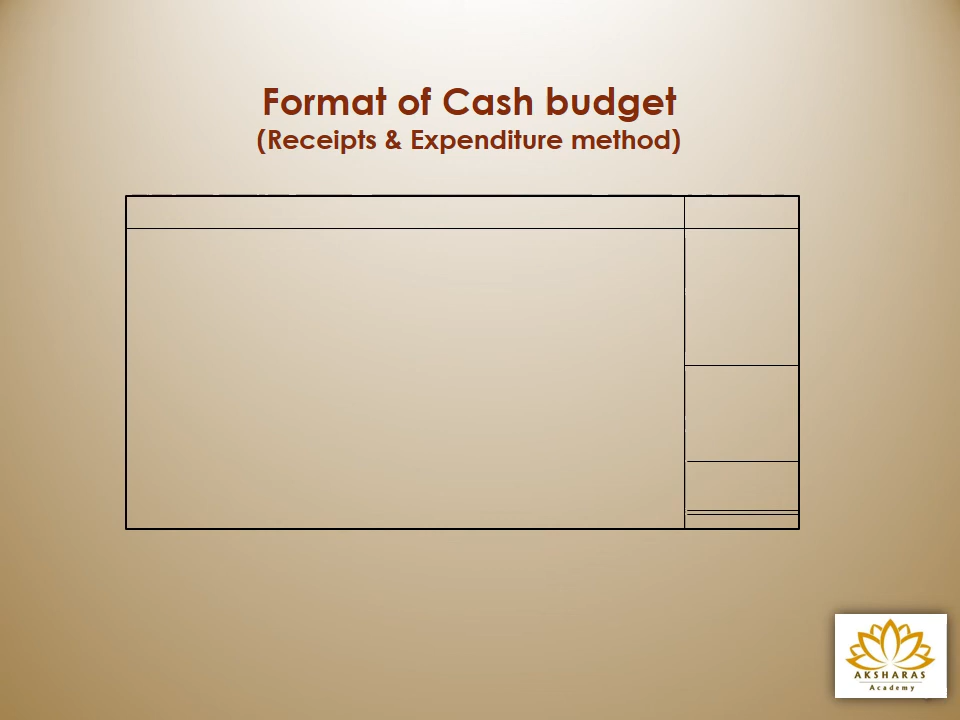 Format of Cash budget
(Receipts & Expenditure method)
AKSHARAS
Academy